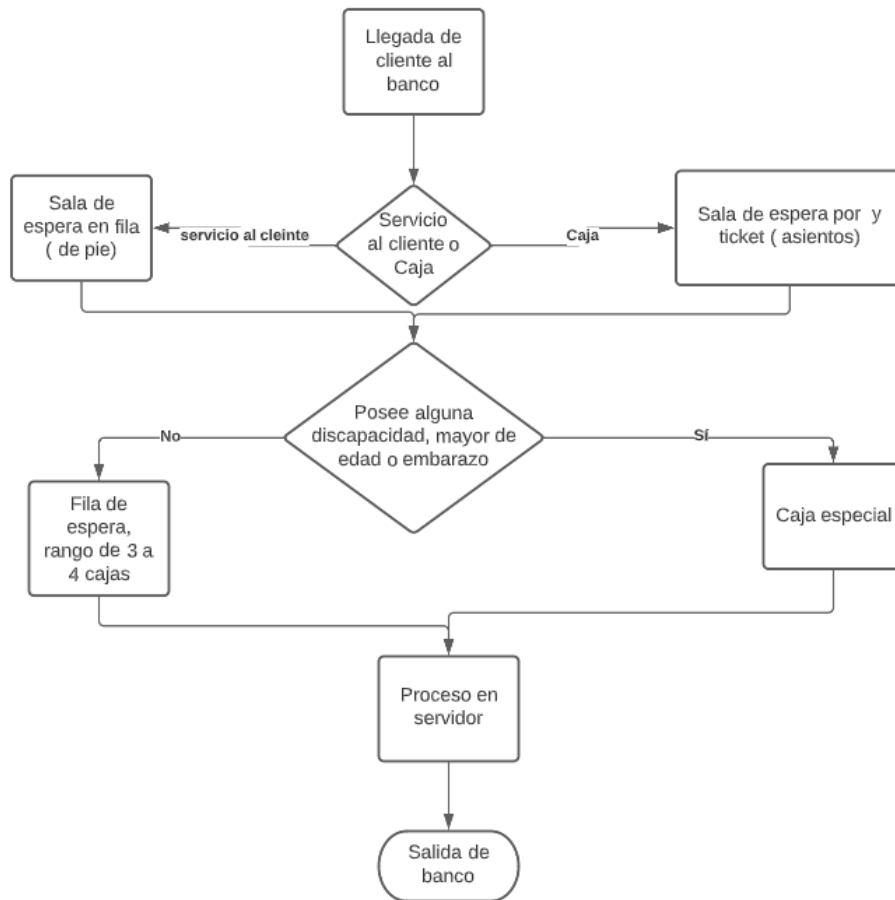 Llegada de
cliente al
banco
Sala de
espera en fila
( de pie)
servicio al cleinte
Servicio
al cliente o
Caja
Caja
Sala de espera por y
ticket ( asientos)
Posee alguna
discapacidad, mayor de
edad o embarazo
No
Sí
Fila de
espera,
rango de 3 a
4 cajas
Caja especial
Proceso en
servidor
Salida de
banco